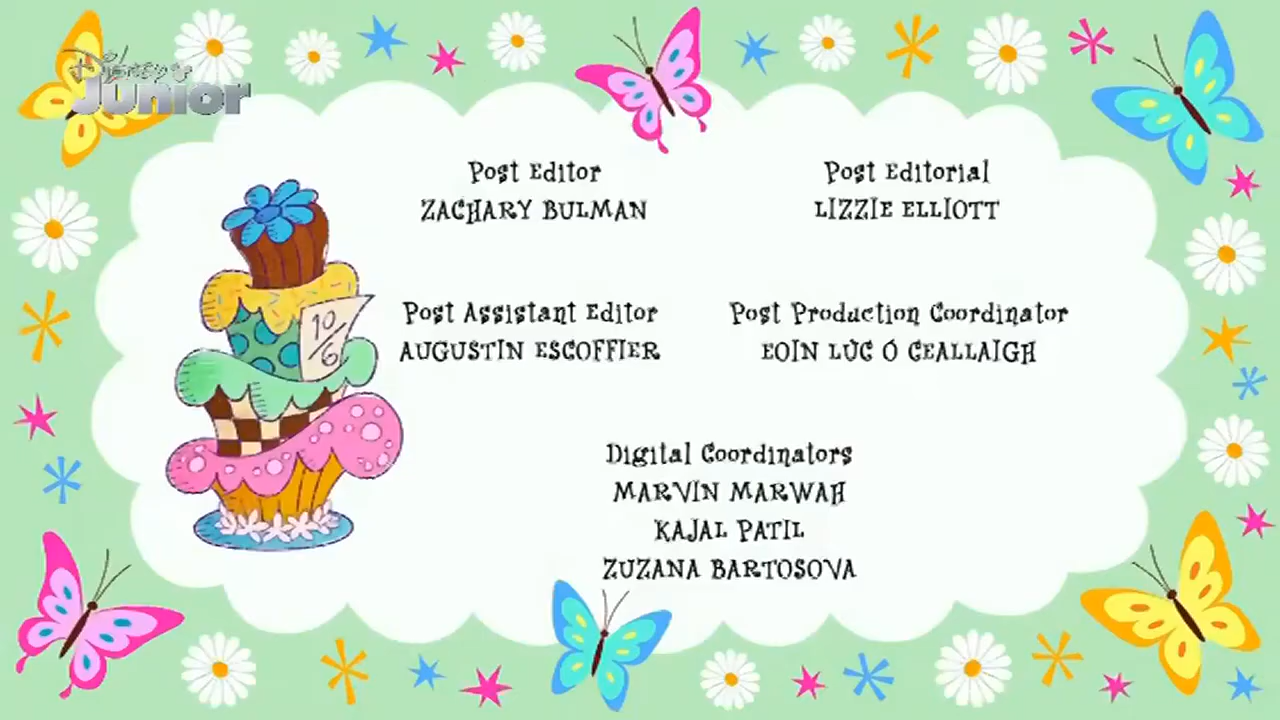 Disney Junior
Post Editor
ZACHARY BULMAN
Post Editorial
LIZZIE ELLIOTT
10/6
Post Assistant Editor
AUGUSTIN ESCOFFIER
Post Production Coordinator
EOIN LÚC Ó CEALLAIGH
Digital Coordinators
MARVIN MARWAH
KAJAL PATIL
ZUZANA BARTOSOVA